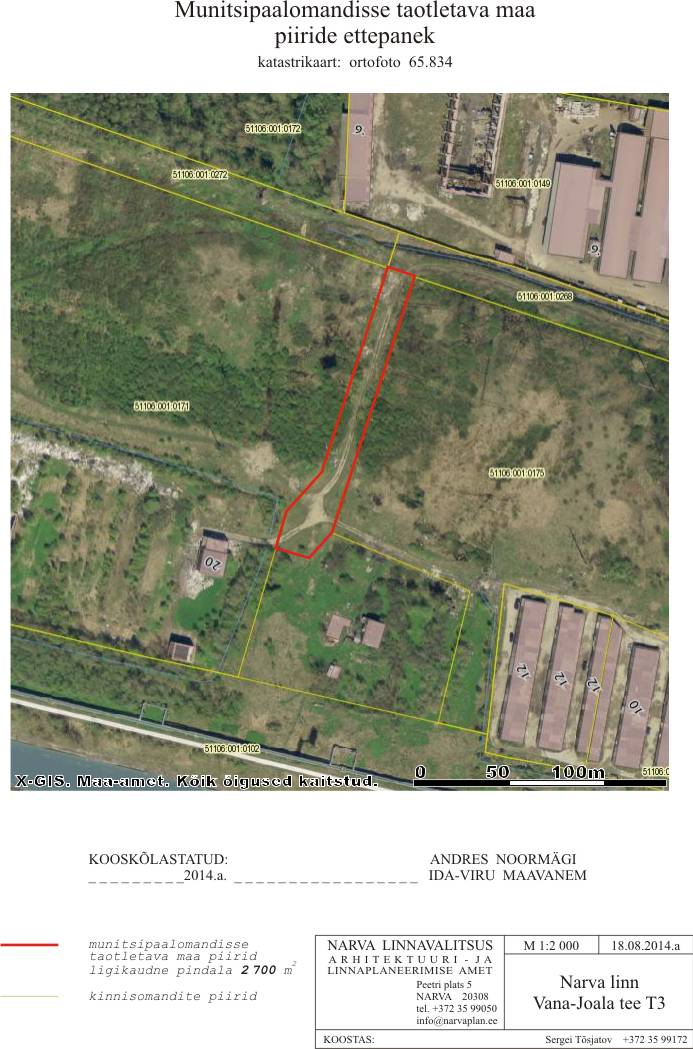 Munitsipaalomandisse taotletava maa
piiride ettepanek
katastrikaart: ortofoto 65.834
51106:001:0172
9.
51106:001:0272
51106:001:0149
9.
51106:001:0268
51106:001:0171
51106:001:0175
20
12
12
12
10
51106:001:0102
51106:0
X-GIS. Maa-amet. Kõik õigused kaitstud.
0 50 100m
KOOSKÕLASTATUD:
_________2014.a. _________________
ANDRES NOORMÄGI
IDA-VIRU MAAVANEM
munitsipaalomandisse
taotletava maa piirid
ligikaudne pindala 2 700 m²
kinnisomandite piirid
NARVA LINNAVALITSUS
ARHITEKTUURI - JA
LINNAPLANEERIMISE AMET
Peetri plats 5
NARVA 20308
tel. +372 35 99050
info@narvaplan.ee
M 1:2 000
18.08.2014.a
Narva linn
Vana-Joala tee T3
KOOSTAS:
Sergei Tõsjatov +372 35 99172